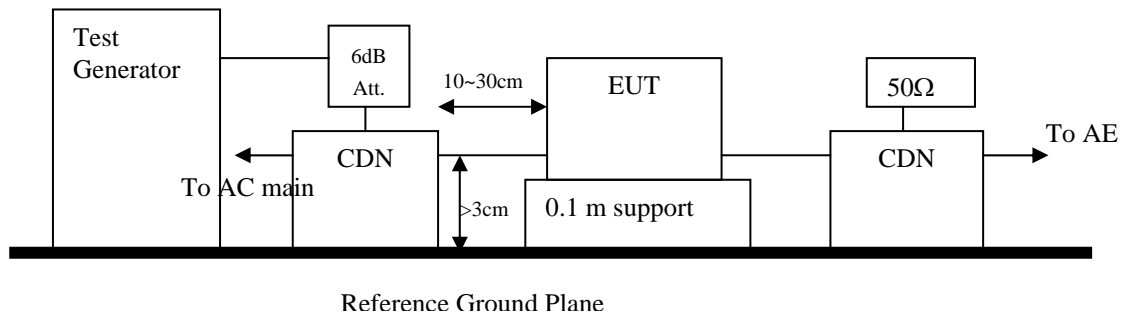 Test
Generator
6dB
Att.
10~30cm
EUT
50Ω
To AE
CDN
CDN
To AC main
>3cm
0.1 m support
Reference Ground Plane